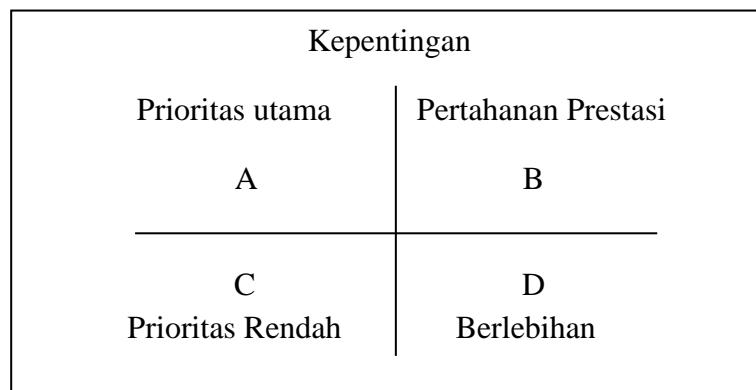 Kepentingan
Prioritas utama
Pertahanan Prestasi
A
B
C
D
Prioritas Rendah
Berlebihan